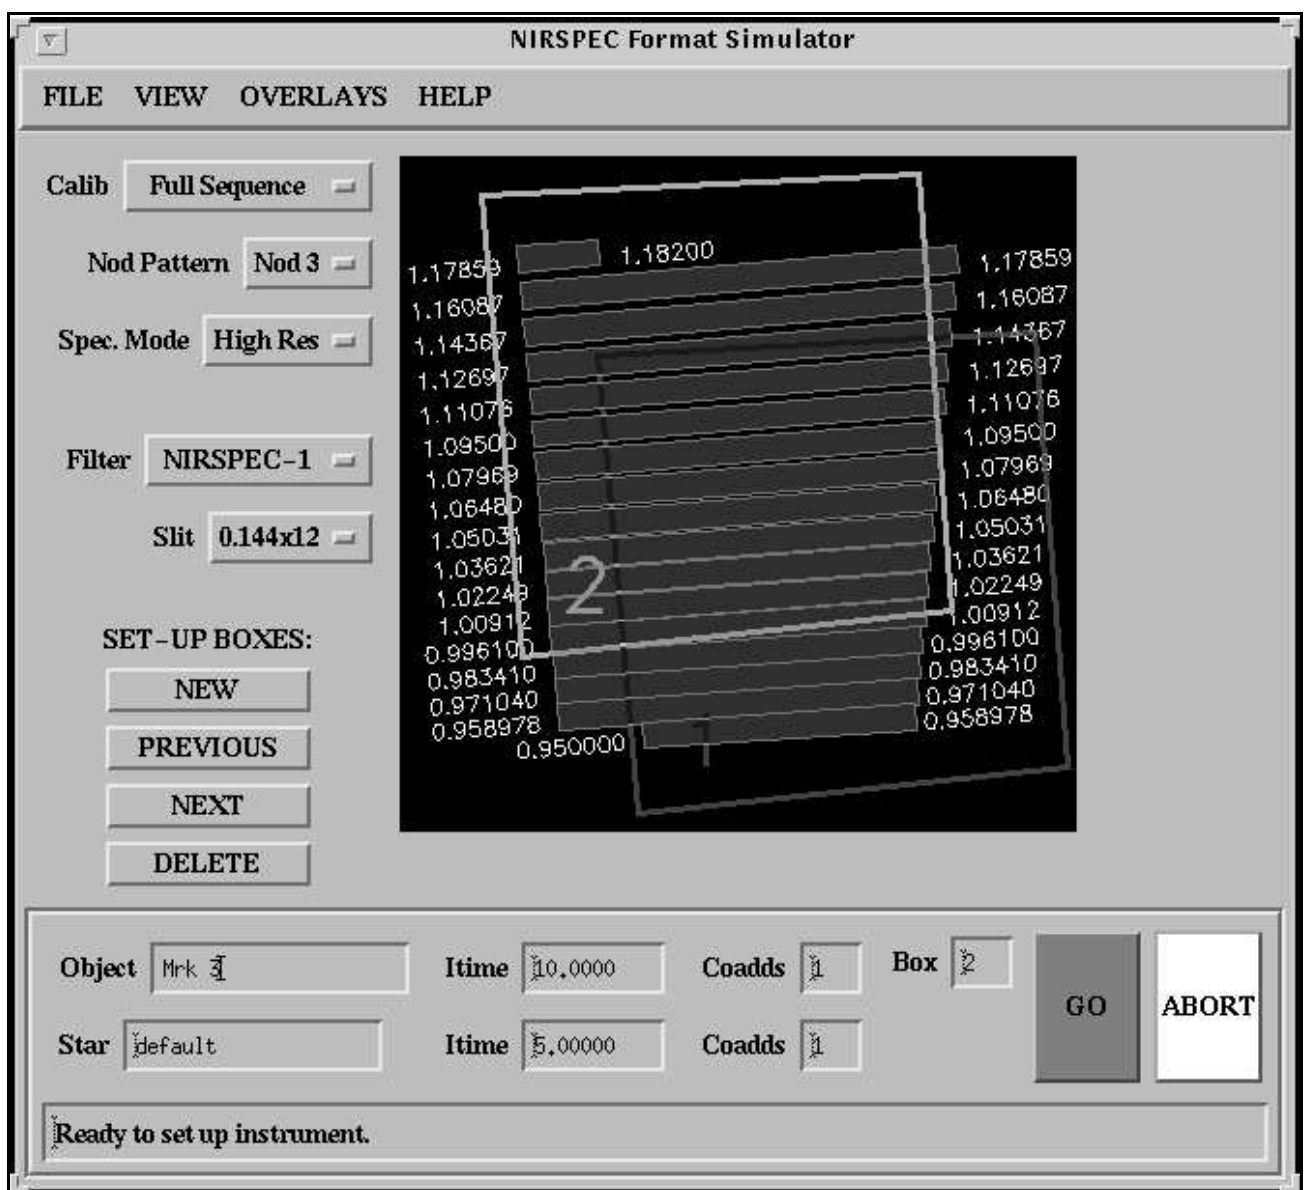 NIRSPEC Format Simulator
FILE VIEW OVERLAYS HELP
Calib Full Sequence
Nod Pattern Nod 3
Spec. Mode High Res
Filter NIRSPEC-1
Slit 0.144x12
SET-UP BOXES:
NEW
PREVIOUS
NEXT
DELETE
1.18200
1.17859 1.17859
1.16087 1.16087
1.14367 1.14367
1.12697 1.12697
1.11076 1.11076
1.09500 1.09500
1.07969 1.07969
1.06480 1.06480
1.05031 1.05031
1.03621 1.03621
1.02249 1.02249
1.00912 1.00912
0.996100 0.996100
0.983410 0.983410
0.971040 0.971040
0.958978 0.958978
0.950000
2
1
Object Mrk 3 Itime 10.0000 Coadds 1 Box 2
Star default Itime 5.00000 Coadds 1
GO ABORT
Ready to set up instrument.